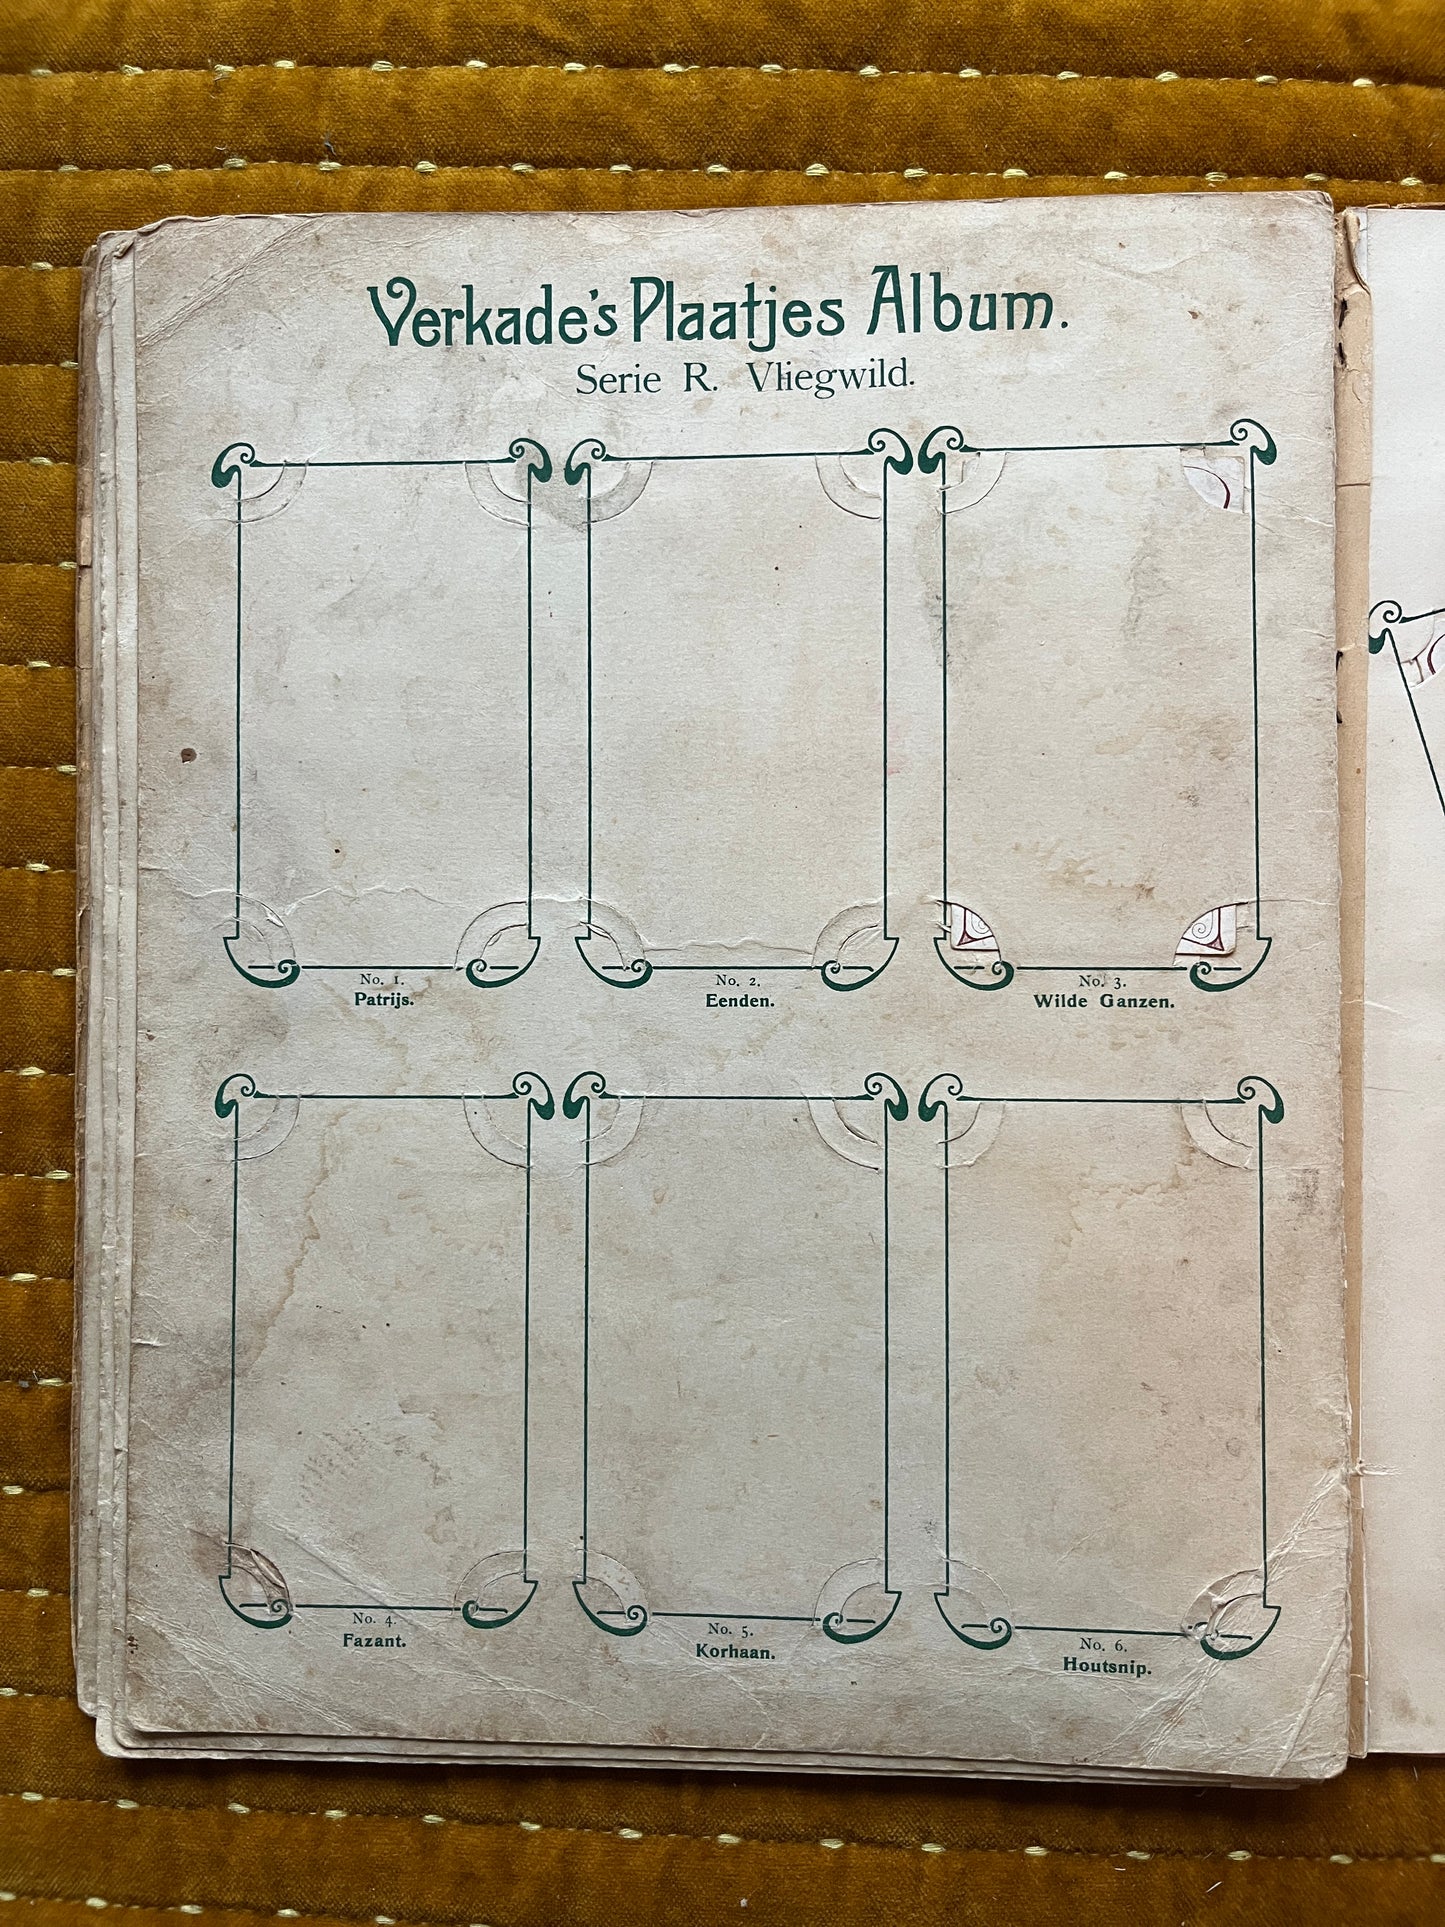 Verkade's Plaatjes Album.
Serie R. Vliegwild.
No. 1.
Patrijs.
No. 2.
Eenden.
No. 3.
Wilde Ganzen.
No. 4.
Fazant.
No. 5.
Korhaan.
No. 6.
Houtsnip.